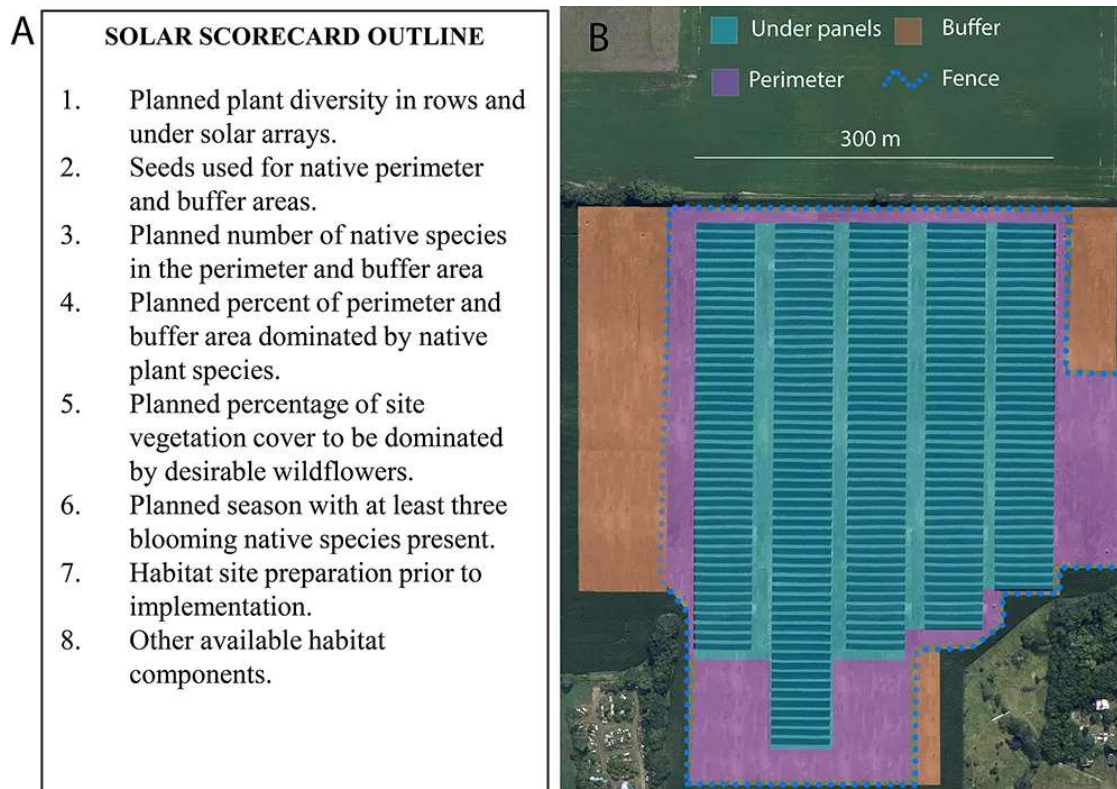 A
SOLAR SCORECARD OUTLINE
1. Planned plant diversity in rows and
under solar arrays.
2. Seeds used for native perimeter
and buffer areas.
3. Planned number of native species
in the perimeter and buffer area
4. Planned percent of perimeter and
buffer area dominated by native
plant species.
5. Planned percentage of site
vegetation cover to be dominated
by desirable wildflowers.
6. Planned season with at least three
blooming native species present.
7. Habitat site preparation prior to
implementation.
8. Other available habitat
components.
B
Under panels
Buffer
Perimeter
Fence
300 m